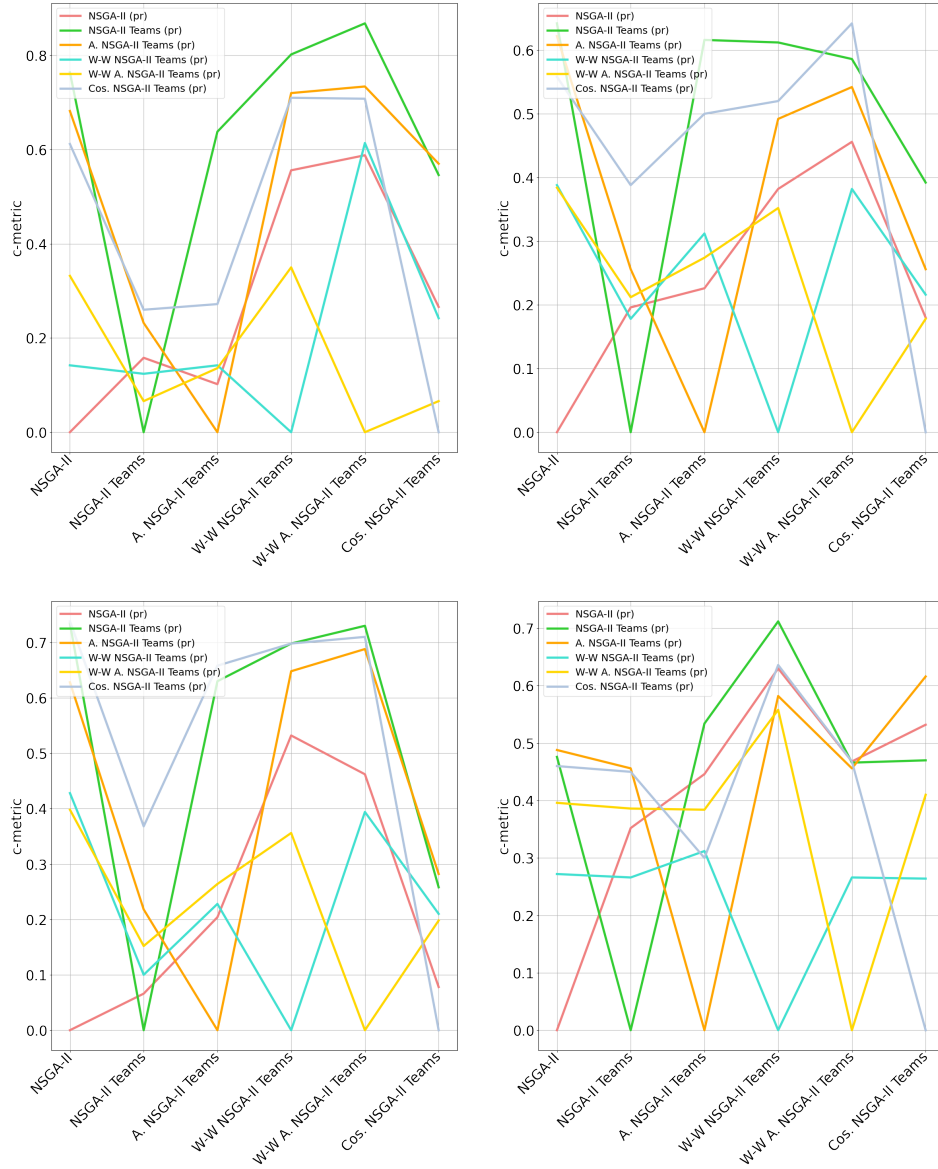 NSGA-II (pr)
NSGA-II Teams (pr)
A. NSGA-II Teams (pr)
W-W NSGA-II Teams (pr)
W-W A. NSGA-II Teams (pr)
Cos. NSGA-II Teams (pr)
0.8
0.6
0.4
0.2
0.0
c-metric
NSGA-II
NSGA-II Teams
A. NSGA-II Teams
W-W NSGA-II Teams
W-W A. NSGA-II Teams
Cos. NSGA-II Teams
NSGA-II (pr)
NSGA-II Teams (pr)
A. NSGA-II Teams (pr)
W-W NSGA-II Teams (pr)
W-W A. NSGA-II Teams (pr)
Cos. NSGA-II Teams (pr)
0.6
0.5
0.4
0.3
0.2
0.1
0.0
c-metric
NSGA-II
NSGA-II Teams
A. NSGA-II Teams
W-W NSGA-II Teams
W-W A. NSGA-II Teams
Cos. NSGA-II Teams
NSGA-II (pr)
NSGA-II Teams (pr)
A. NSGA-II Teams (pr)
W-W NSGA-II Teams (pr)
W-W A. NSGA-II Teams (pr)
Cos. NSGA-II Teams (pr)
0.7
0.6
0.5
0.4
0.3
0.2
0.1
0.0
c-metric
NSGA-II
NSGA-II Teams
A. NSGA-II Teams
W-W NSGA-II Teams
W-W A. NSGA-II Teams
Cos. NSGA-II Teams
NSGA-II (pr)
NSGA-II Teams (pr)
A. NSGA-II Teams (pr)
W-W NSGA-II Teams (pr)
W-W A. NSGA-II Teams (pr)
Cos. NSGA-II Teams (pr)
0.7
0.6
0.5
0.4
0.3
0.2
0.1
0.0
c-metric
NSGA-II
NSGA-II Teams
A. NSGA-II Teams
W-W NSGA-II Teams
W-W A. NSGA-II Teams
Cos. NSGA-II Teams